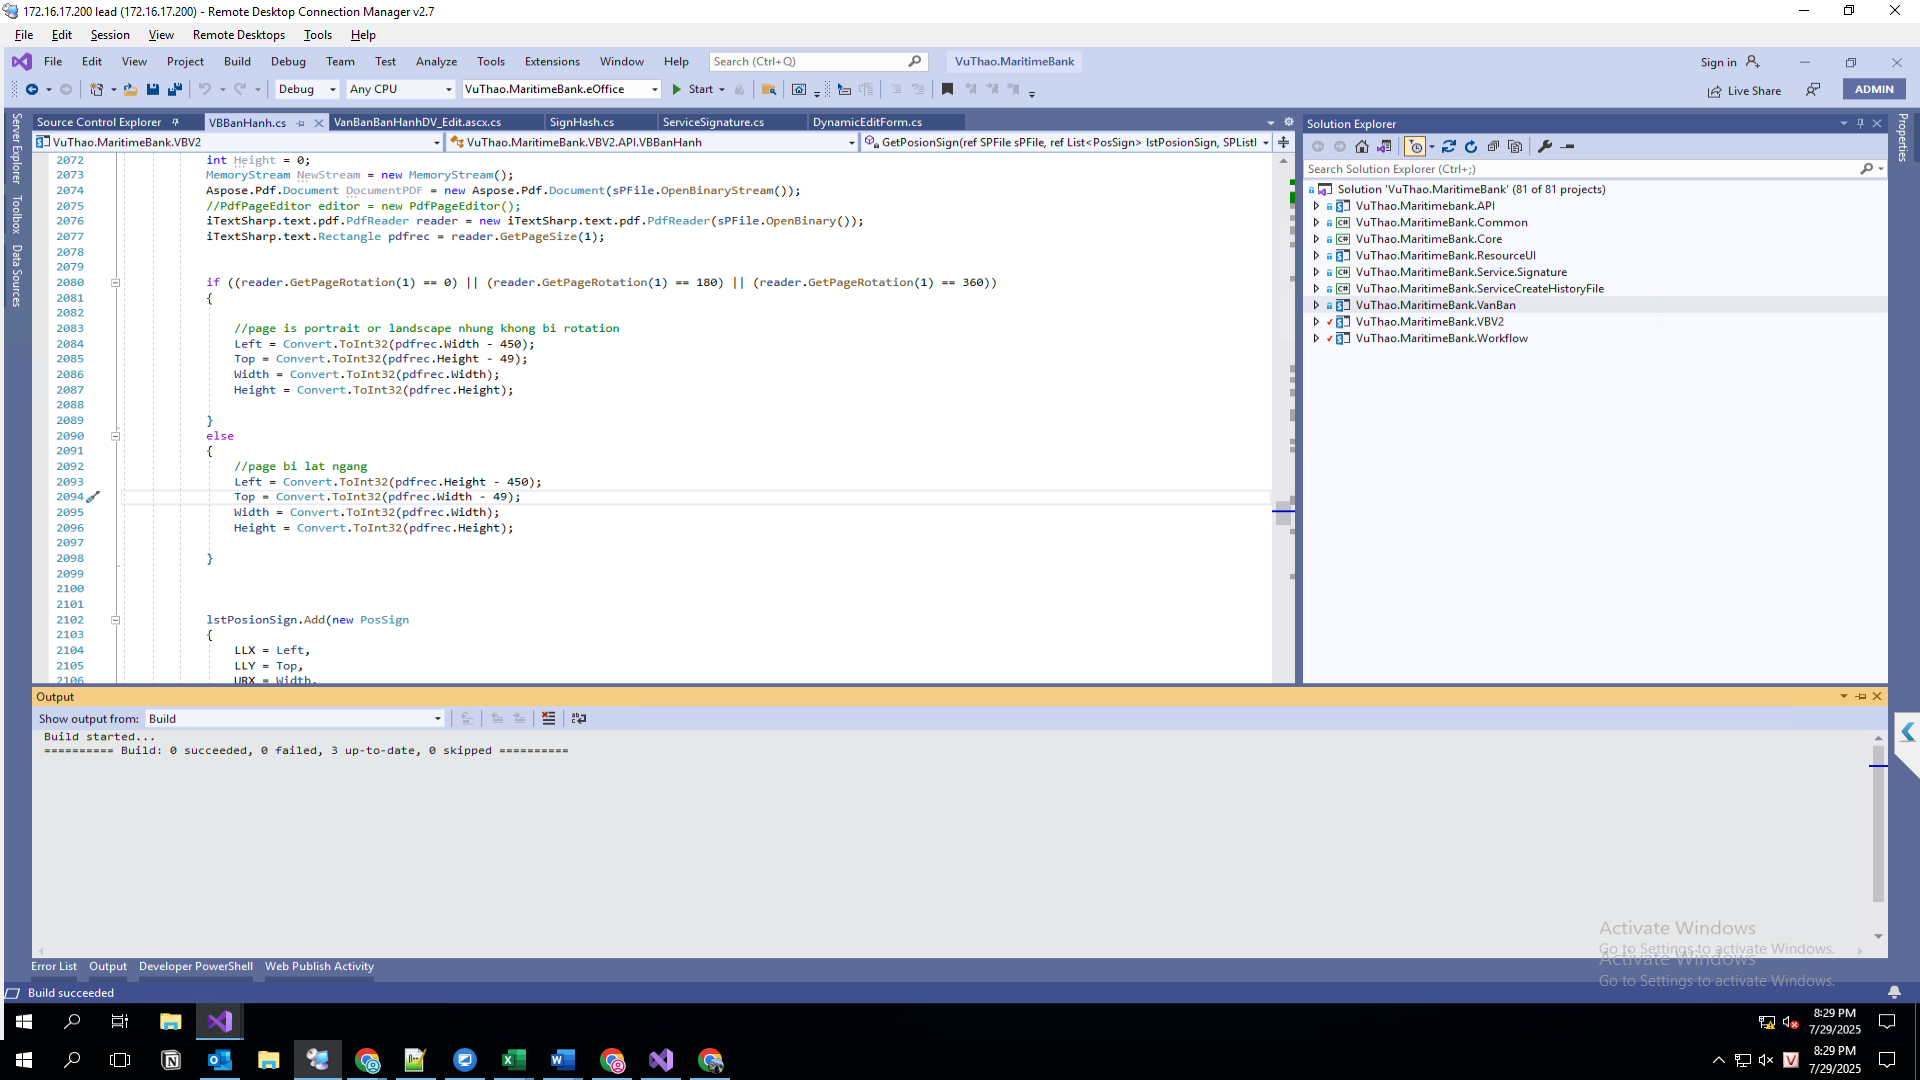 172.16.17.200 lead (172.16.17.200) - Remote Desktop Connection Manager v2.7
File Edit Session View Remote Desktops Tools Help
File Edit View Project Build Debug Team Test Analyze Tools Extensions Window Help Search (Ctrl+Q) VuThao.MaritimeBank Sign in
Debug Any CPU VuThao.MaritimeBank.eOffice Start Live Share ADMIN
Server Explorer
Toolbox
Data Sources
Source Control Explorer VBBanHanh.cs VanBanBanHanhDV_Edit.ascx.cs SignHash.cs ServiceSignature.cs DynamicEditForm.cs
VuThao.MaritimeBank.VBV2 VuThao.MaritimeBank.VBV2.API.VBBanHanh GetPosionSign(ref SPFile sPFile, ref List<PosSign> lstPosionSign, SPListI
2072 int Height = 0;
2073 MemoryStream NewStream = new MemoryStream();
2074 Aspose.Pdf.Document DocumentPDF = new Aspose.Pdf.Document(sPFile.OpenBinaryStream());
2075 //PdfPageEditor editor = new PdfPageEditor();
2076 iTextSharp.text.pdf.PdfReader reader = new iTextSharp.text.pdf.PdfReader(sPFile.OpenBinary());
2077 iTextSharp.text.Rectangle pdfrec = reader.GetPageSize(1);
2078
2079
2080 if ((reader.GetPageRotation(1) == 0) || (reader.GetPageRotation(1) == 180) || (reader.GetPageRotation(1) == 360))
2081 {
2082
2083 //page is portrait or landscape nhung khong bi rotation
2084 Left = Convert.ToInt32(pdfrec.Width - 450);
2085 Top = Convert.ToInt32(pdfrec.Height - 49);
2086 Width = Convert.ToInt32(pdfrec.Width);
2087 Height = Convert.ToInt32(pdfrec.Height);
2088
2089 }
2090 else
2091 {
2092 //page bi lat ngang
2093 Left = Convert.ToInt32(pdfrec.Height - 450);
2094 Top = Convert.ToInt32(pdfrec.Width - 49);
2095 Width = Convert.ToInt32(pdfrec.Width);
2096 Height = Convert.ToInt32(pdfrec.Height);
2097
2098 }
2099
2100
2101
2102 lstPosionSign.Add(new PosSign
2103 {
2104 LLX = Left,
2105 LLY = Top,
2106 URX = Width,
Solution Explorer
Search Solution Explorer (Ctrl+;)
Solution 'VuThao.MaritimeBank' (81 of 81 projects)
VuThao.Maritimebank.API
C# VuThao.MaritimeBank.Common
C# VuThao.MaritimeBank.Core
VuThao.MaritimeBank.ResourceUI
C# VuThao.MaritimeBank.Service.Signature
C# VuThao.MaritimeBank.ServiceCreateHistoryFile
VuThao.MaritimeBank.VanBan
VuThao.MaritimeBank.VBV2
VuThao.MaritimeBank.Workflow
Properties
Output
Show output from: Build
Build started...
========== Build: 0 succeeded, 0 failed, 3 up-to-date, 0 skipped ==========
Activate Windows
Go to Settings to activate Windows.
Activate Windows
Go to Settings to activate Windows.
Error List Output Developer PowerShell Web Publish Activity
Build succeeded
8:29 PM
7/29/2025
8:29 PM
7/29/2025